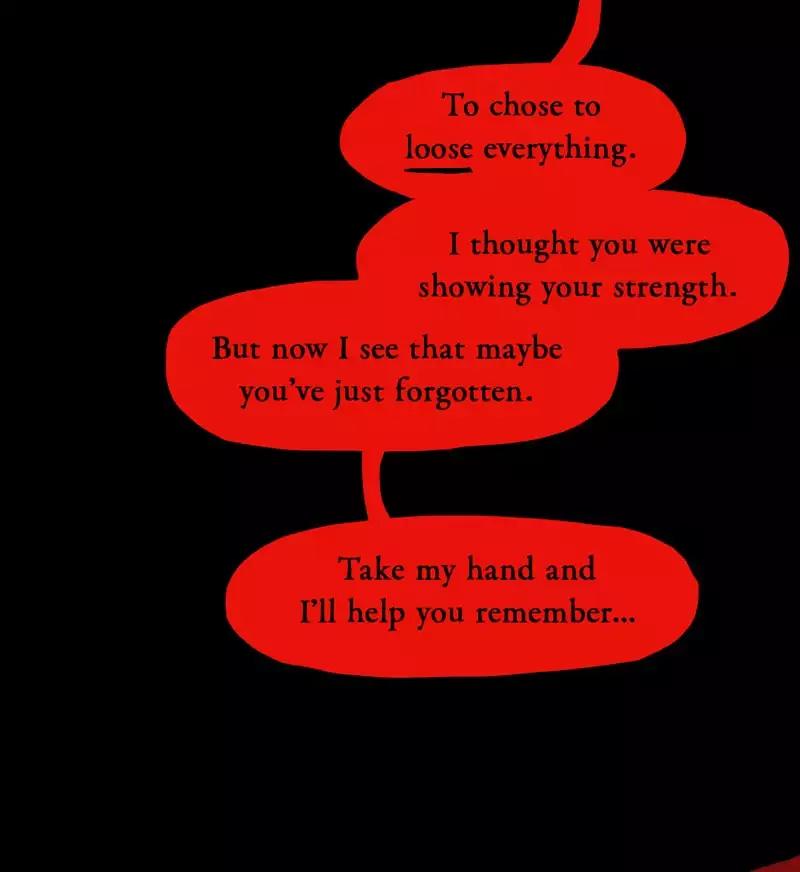 To chose to
loose everything.
I thought you were
showing your strength.
But now I see that maybe
you've just forgotten.
Take my hand and
I'll help you remember...